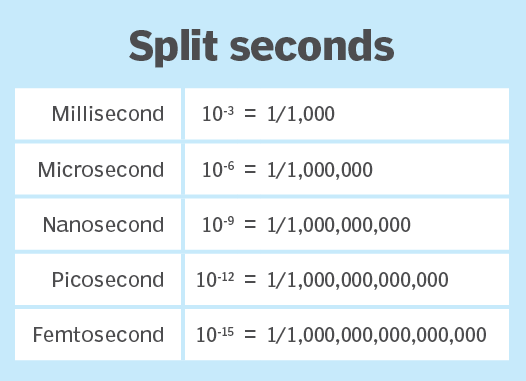 Split seconds
Millisecond 10⁻³ = 1/1,000
Microsecond 10⁻⁶ = 1/1,000,000
Nanosecond 10⁻⁹ = 1/1,000,000,000
Picosecond 10⁻¹² = 1/1,000,000,000,000
Femtosecond 10⁻¹⁵ = 1/1,000,000,000,000,000